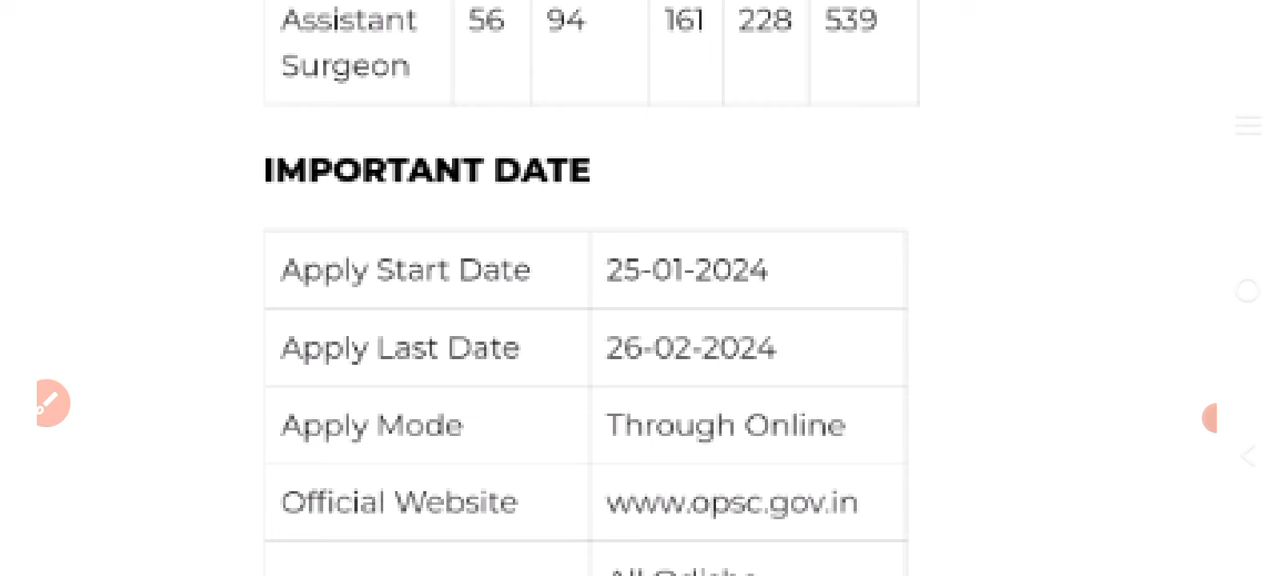 Assistant Surgeon 56 94 161 228 539
IMPORTANT DATE
Apply Start Date 25-01-2024
Apply Last Date 26-02-2024
Apply Mode Through Online
Official Website www.opsc.gov.in